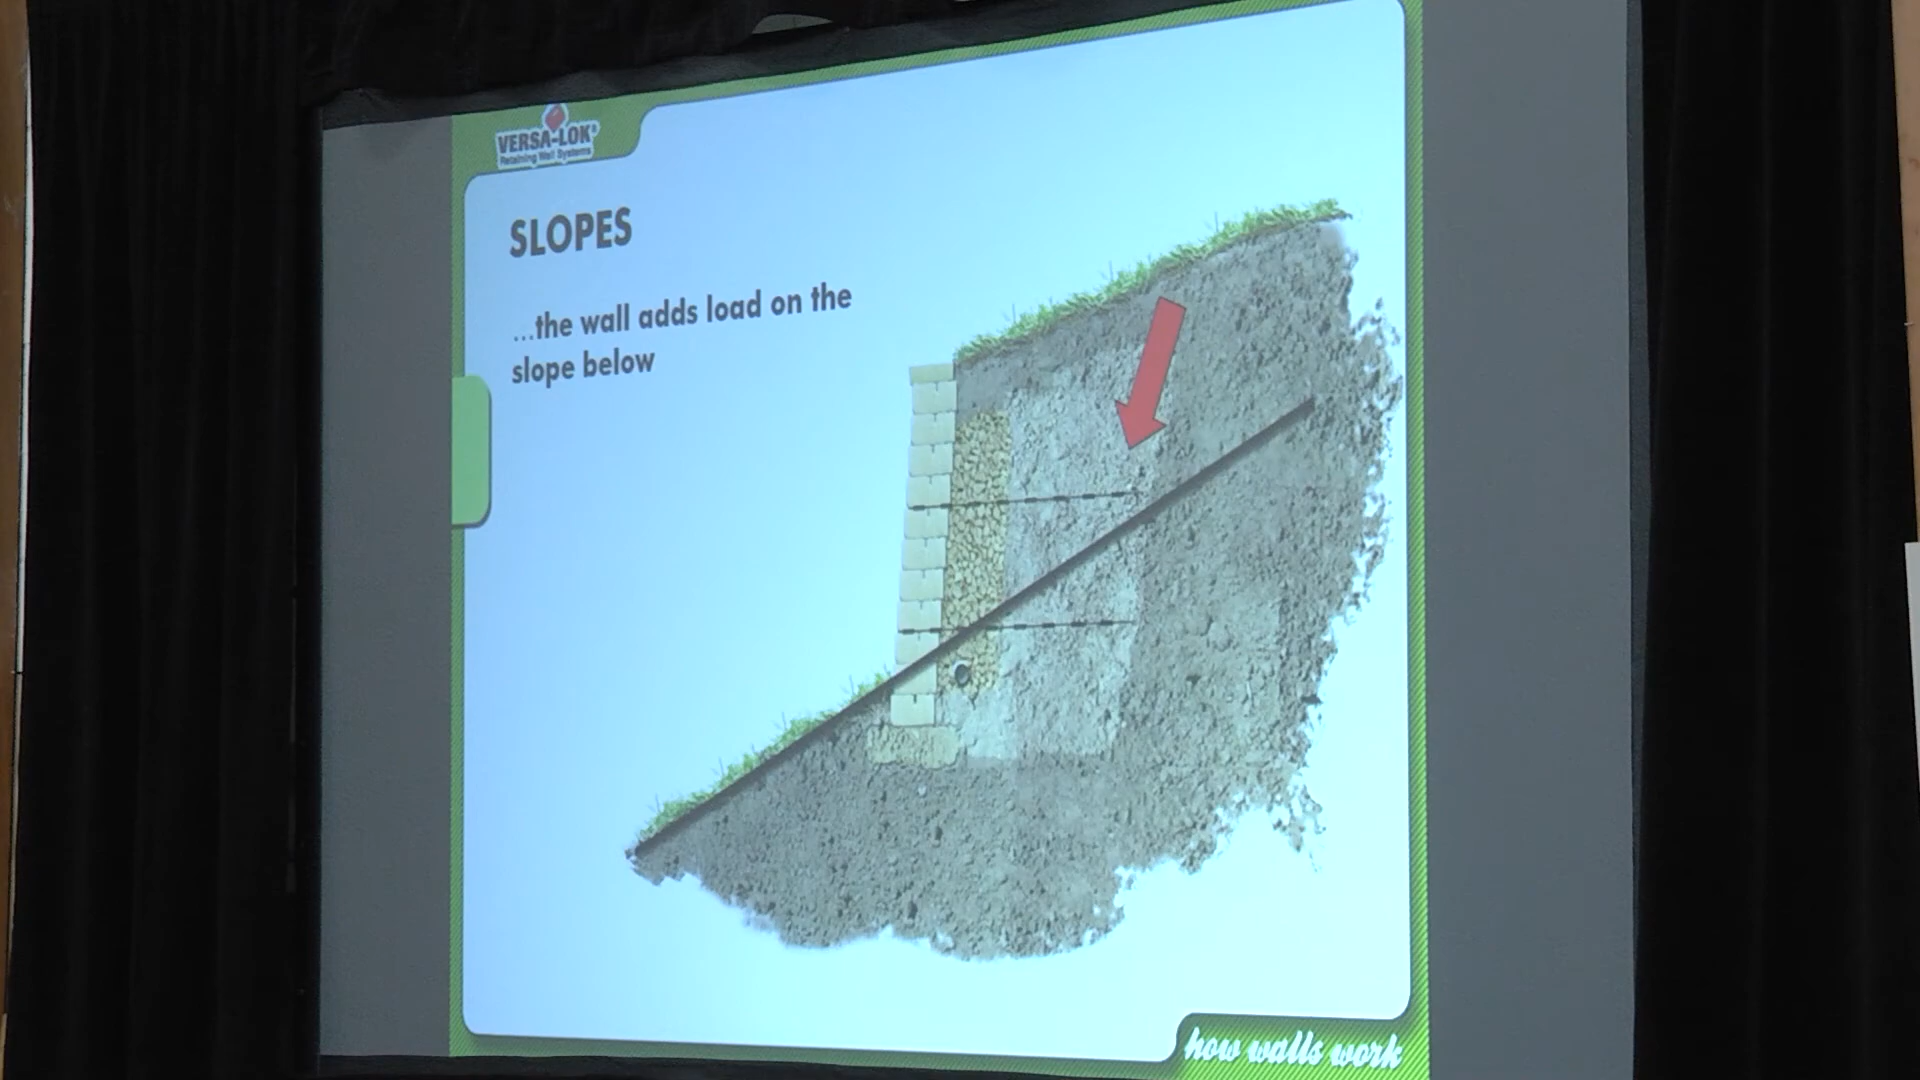 VERSA-LOK®
Retaining Wall Systems
SLOPES
...the wall adds load on the
slope below
how walls work